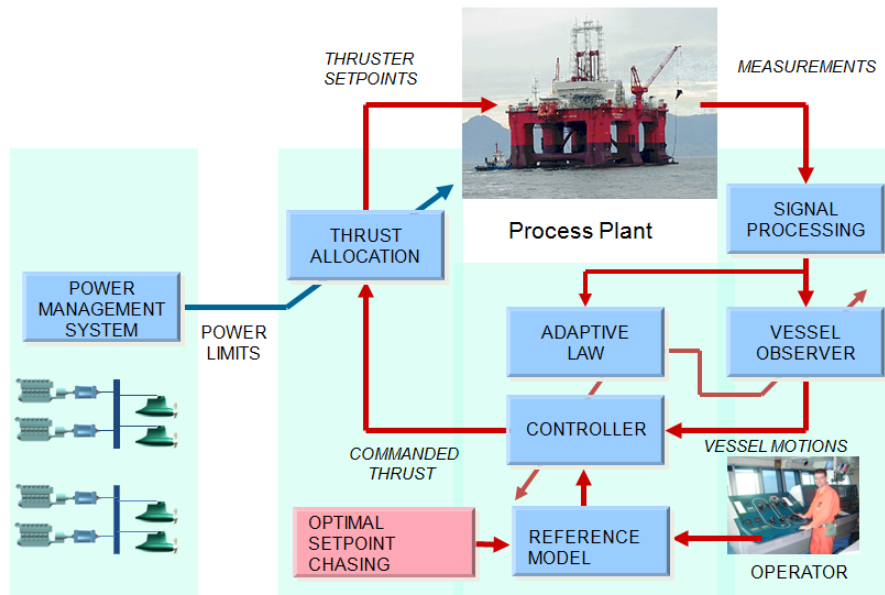 THRUSTER
SETPOINTS
MEASUREMENTS
SIGNAL
PROCESSING
Process Plant
THRUST
ALLOCATION
POWER
MANAGEMENT
SYSTEM
POWER
LIMITS
ADAPTIVE
LAW
VESSEL
OBSERVER
CONTROLLER
COMMANDED
THRUST
VESSEL MOTIONS
OPTIMAL
SETPOINT
CHASING
REFERENCE
MODEL
OPERATOR